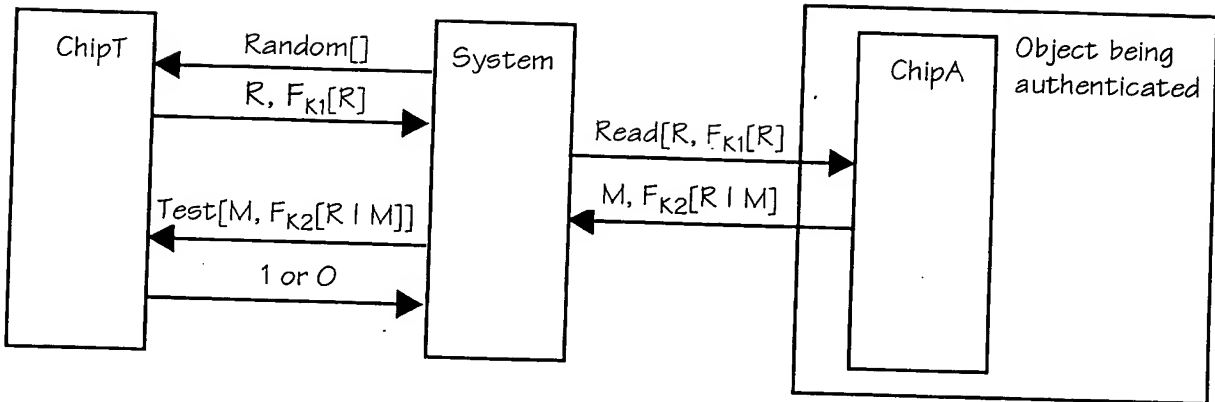 ChipT
Random[]
R, F_K1[R]
Test[M, F_K2[R | M]]
1 or 0
System
Read[R, F_K1[R]
M, F_K2[R | M]
ChipA
Object being
authenticated